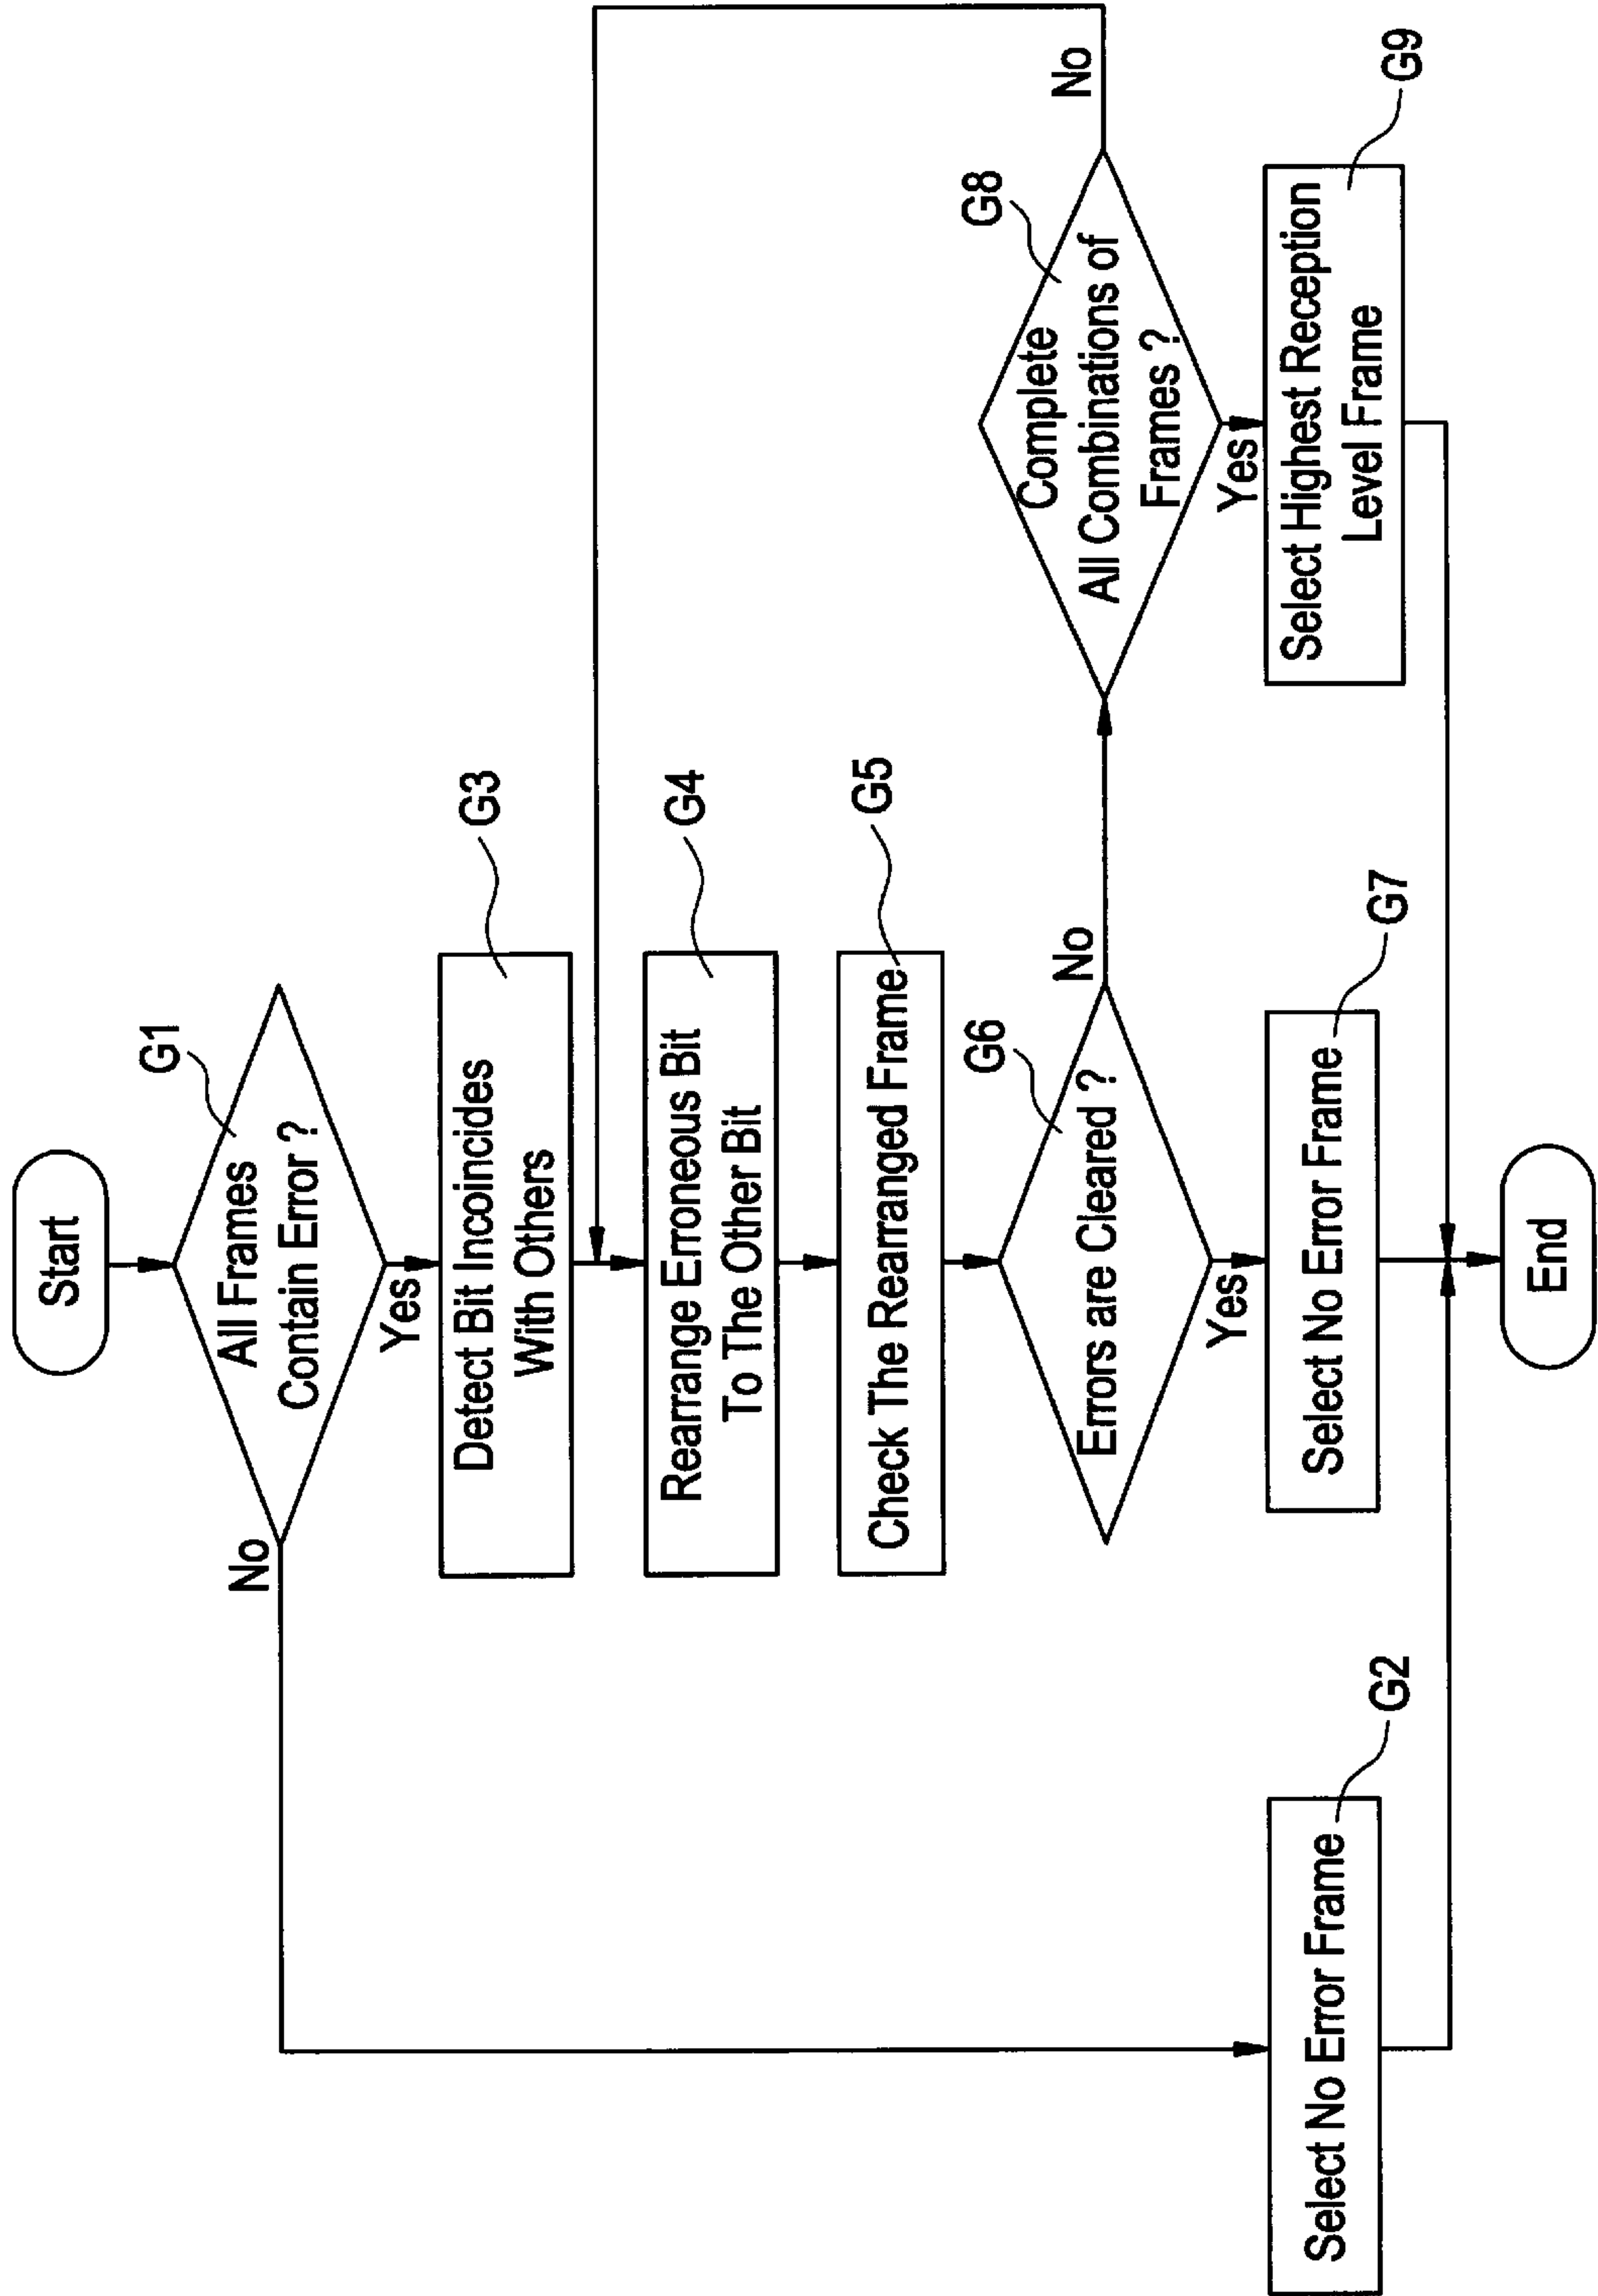 Start
G1
All Frames
Contain Error ?
No
Yes
G3
Detect Bit Incoincides
With Others
G4
Rearrange Erroneous Bit
To The Other Bit
G5
Check The Rearranged Frame
G6
Errors are Cleared ?
No
Yes
G8
Complete
All Combinations of
Frames ?
No
Yes
G2
Select No Error Frame
G7
Select No Error Frame
G9
Select Highest Reception
Level Frame
End